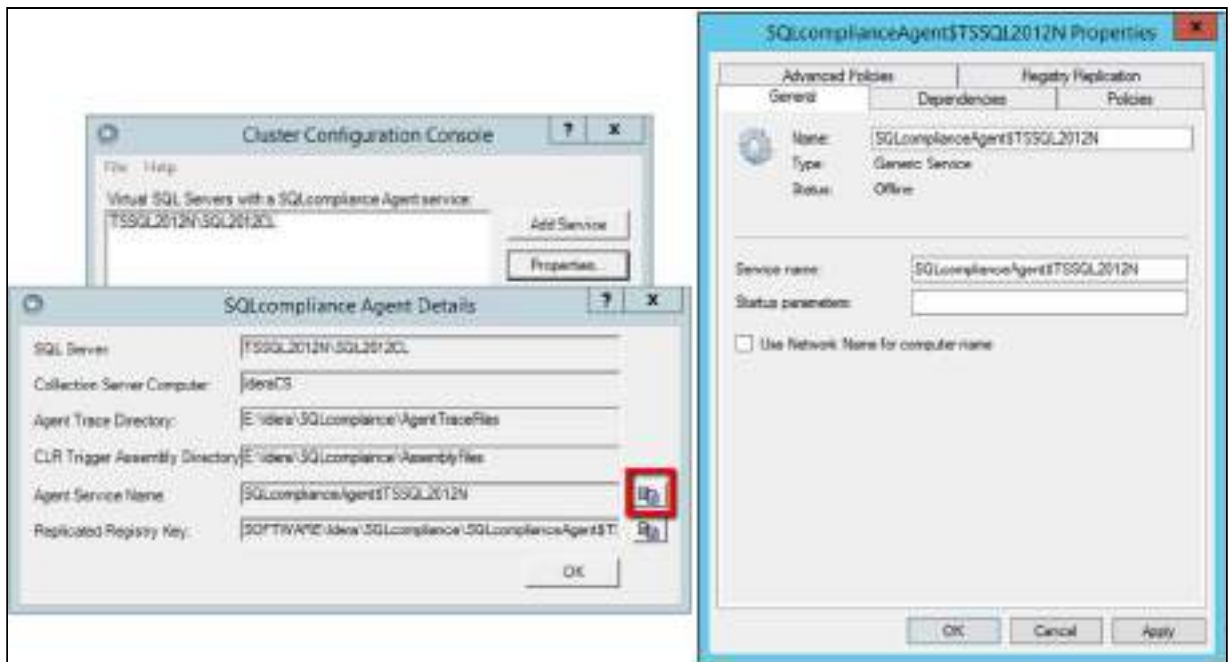 Cluster Configuration Console
? x
File Help
Virtual SQL Servers with a SQLcompliance Agent service:
TSSQL2012N\SQL2012CL
Add Service
Properties...
SQLcompliance Agent Details
? x
SQL Server:
TSSQL2012N\SQL2012CL
Collection Server Computer:
IderaCS
Agent Trace Directory:
E:\Idera\SQLcompliance\AgentTraceFiles
CLR Trigger Assembly Directory:
E:\Idera\SQLcompliance\AssemblyFiles
Agent Service Name:
SQLcomplianceAgent$TSSQL2012N
Replicated Registry Key:
SOFTWARE\Idera\SQLcompliance\SQLcomplianceAgent$T
OK
SQLcomplianceAgent$TSSQL2012N Properties
x
Advanced Policies
Registry Replication
General
Dependencies
Policies
Name:
SQLcomplianceAgent$TSSQL2012N
Type:
Generic Service
Status:
Offline
Service name:
SQLcomplianceAgent$TSSQL2012N
Startup parameters:
Use Network Name for computer name
OK
Cancel
Apply